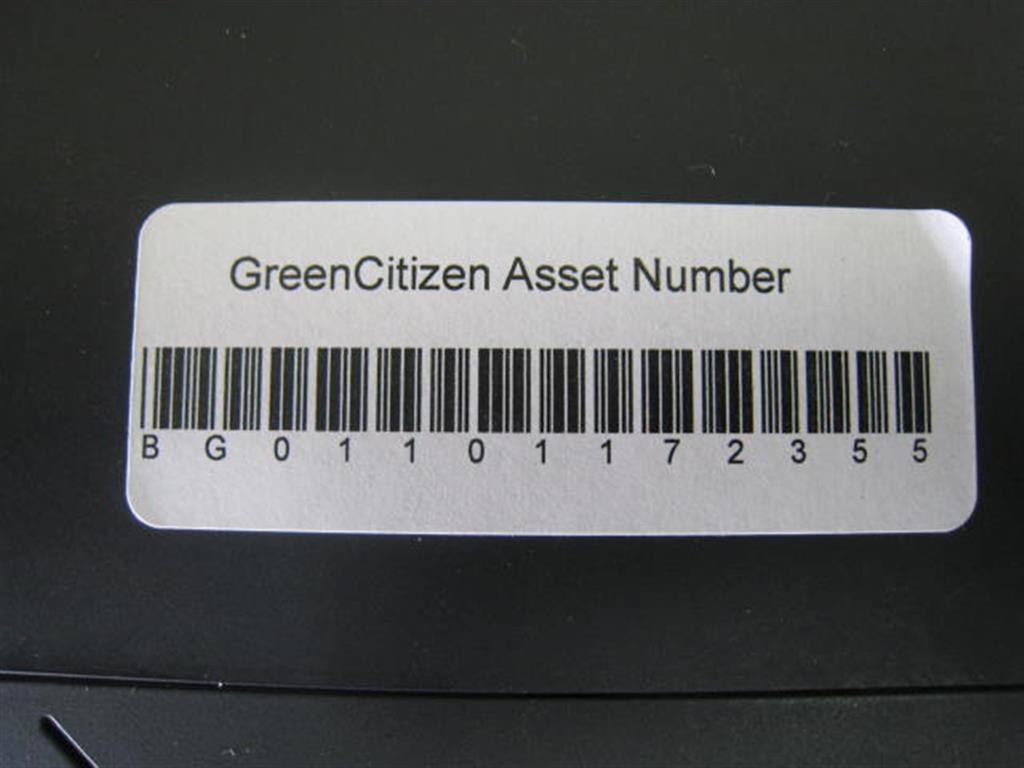 GreenCitizen Asset Number
B G 0 1 1 0 1 1 7 2 3 5 5